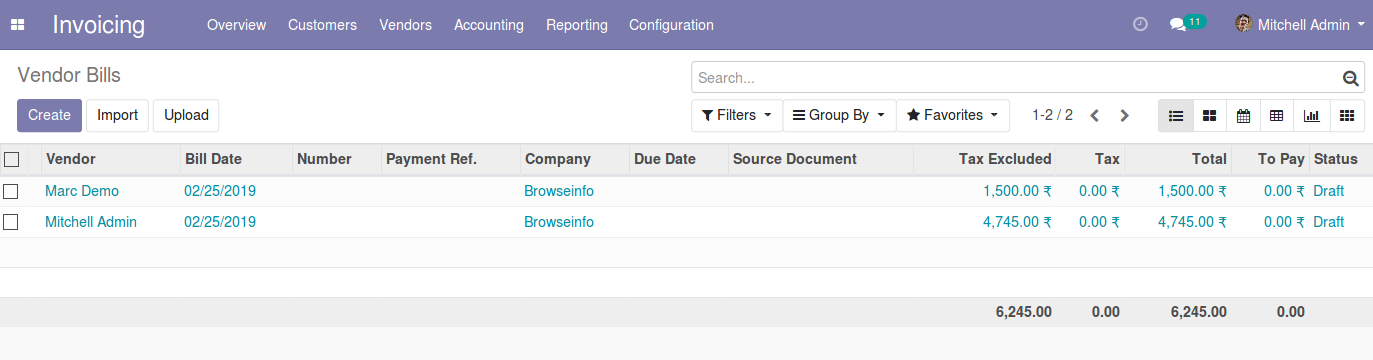 Invoicing Overview Customers Vendors Accounting Reporting Configuration 11 Mitchell Admin
Vendor Bills Search...
Create Import Upload Filters Group By Favorites 1-2 / 2
Vendor Bill Date Number Payment Ref. Company Due Date Source Document Tax Excluded Tax Total To Pay Status
Marc Demo 02/25/2019 Browseinfo 1,500.00 ₹ 0.00 ₹ 1,500.00 ₹ 0.00 ₹ Draft
Mitchell Admin 02/25/2019 Browseinfo 4,745.00 ₹ 0.00 ₹ 4,745.00 ₹ 0.00 ₹ Draft
6,245.00 0.00 6,245.00 0.00